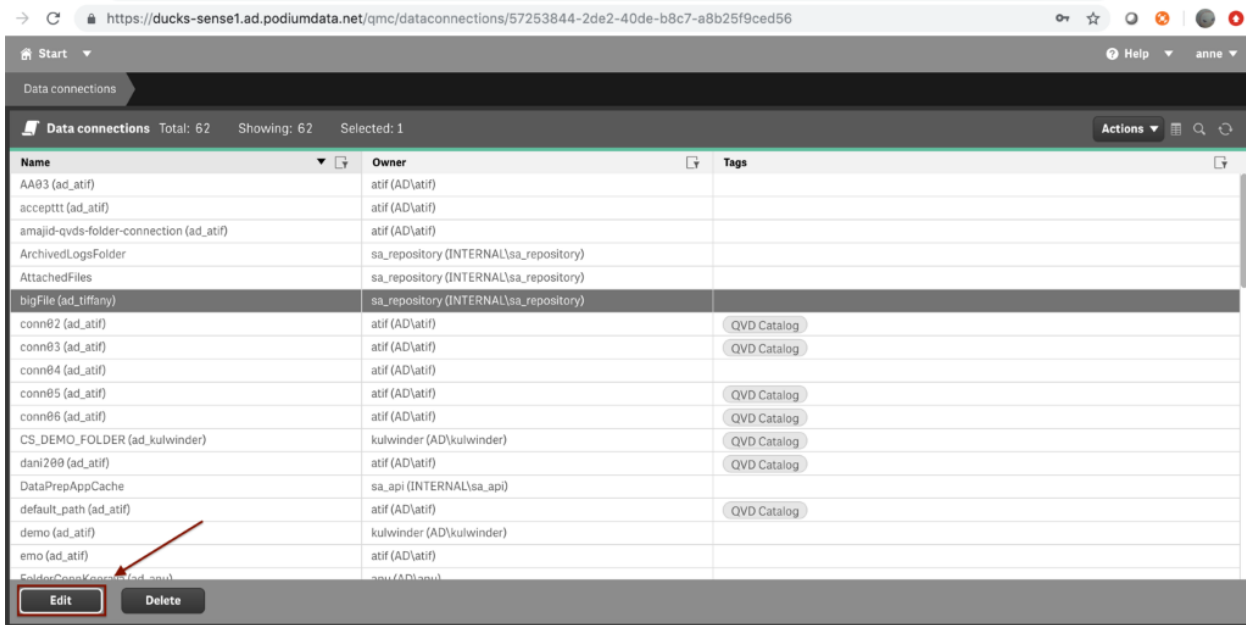 https://ducks-sense1.ad.podiumdata.net/qmc/dataconnections/57253844-2de2-40de-b8c7-a8b25f9ced56
Start Help anne
Data connections
Data connections Total: 62 Showing: 62 Selected: 1 Actions
Name Owner Tags
AA03 (ad_atif) atif (AD\atif)
accepttt (ad_atif) atif (AD\atif)
amajid-qvds-folder-connection (ad_atif) atif (AD\atif)
ArchivedLogsFolder sa_repository (INTERNAL\sa_repository)
AttachedFiles sa_repository (INTERNAL\sa_repository)
bigFile (ad_tiffany) sa_repository (INTERNAL\sa_repository)
conn02 (ad_atif) atif (AD\atif) QVD Catalog
conn03 (ad_atif) atif (AD\atif) QVD Catalog
conn04 (ad_atif) atif (AD\atif)
conn05 (ad_atif) atif (AD\atif) QVD Catalog
conn06 (ad_atif) atif (AD\atif) QVD Catalog
CS_DEMO_FOLDER (ad_kulwinder) kulwinder (AD\kulwinder) QVD Catalog
dani200 (ad_atif) atif (AD\atif) QVD Catalog
DataPrepAppCache sa_api (INTERNAL\sa_api)
default_path (ad_atif) atif (AD\atif) QVD Catalog
demo (ad_atif) kulwinder (AD\kulwinder)
emo (ad_atif) atif (AD\atif)
(ad_anu) anu (AD\anu)
Edit Delete